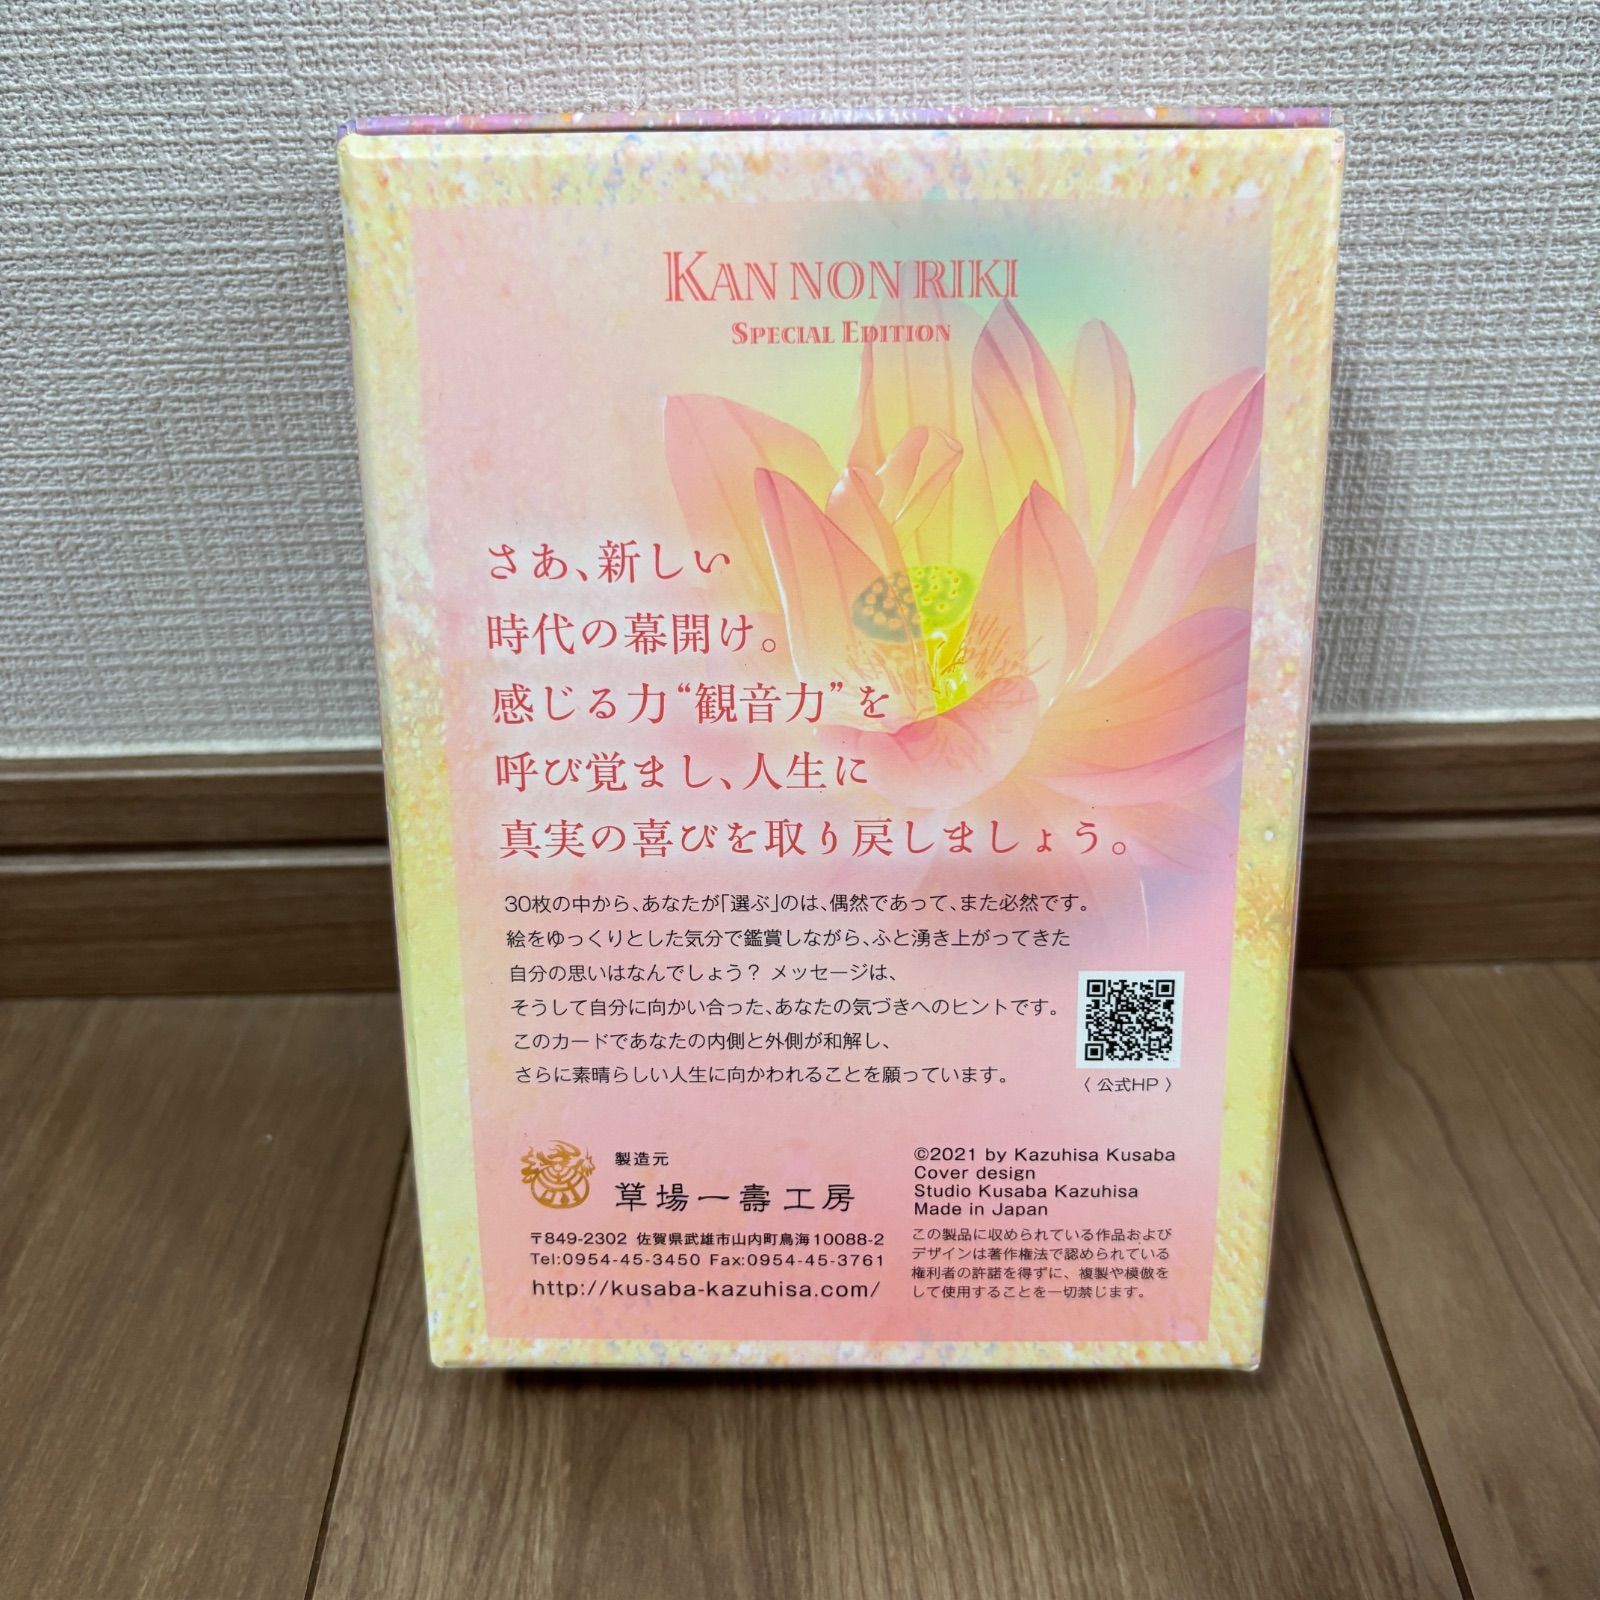 KAN NON RIKI
SPECIAL EDITION
さあ、新しい
時代の幕開け。
感じる力“観音力”を
呼び覚まし、人生に
真実の喜びを取り戻しましょう。
30枚の中から、あなたが「選ぶ」のは、偶然であって、また必然です。
絵をゆっくりとした気分で鑑賞しながら、ふと湧き上がってきた
自分の思いはなんでしょう？ メッセージは、
そうして自分に向かい合った、あなたの気づきへのヒントです。
このカードであなたの内側と外側が和解し、
さらに素晴らしい人生に向かわれることを願っています。
〈 公式HP 〉
製造元
草場一壽工房
〒849-2302 佐賀県武雄市山内町鳥海10088-2
Tel:0954-45-3450 Fax:0954-45-3761
http://kusaba-kazuhisa.com/
©2021 by Kazuhisa Kusaba
Cover design
Studio Kusaba Kazuhisa
Made in Japan
この製品に収められている作品および
デザインは著作権法で認められている
権利者の許諾を得ずに、複製や模倣を
して使用することを一切禁じます。